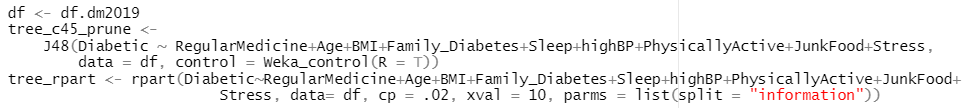 df <- df.dm2019
tree_c45_prune <-
J48(Diabetic ~ RegularMedicine+Age+BMI+Family_Diabetes+Sleep+highBP+PhysicallyActive+JunkFood+Stress,
data = df, control = Weka_control(R = T))
tree_rpart <- rpart(Diabetic~RegularMedicine+Age+BMI+Family_Diabetes+Sleep+highBP+PhysicallyActive+JunkFood+
Stress, data= df, cp = .02, xval = 10, parms = list(split = "information"))